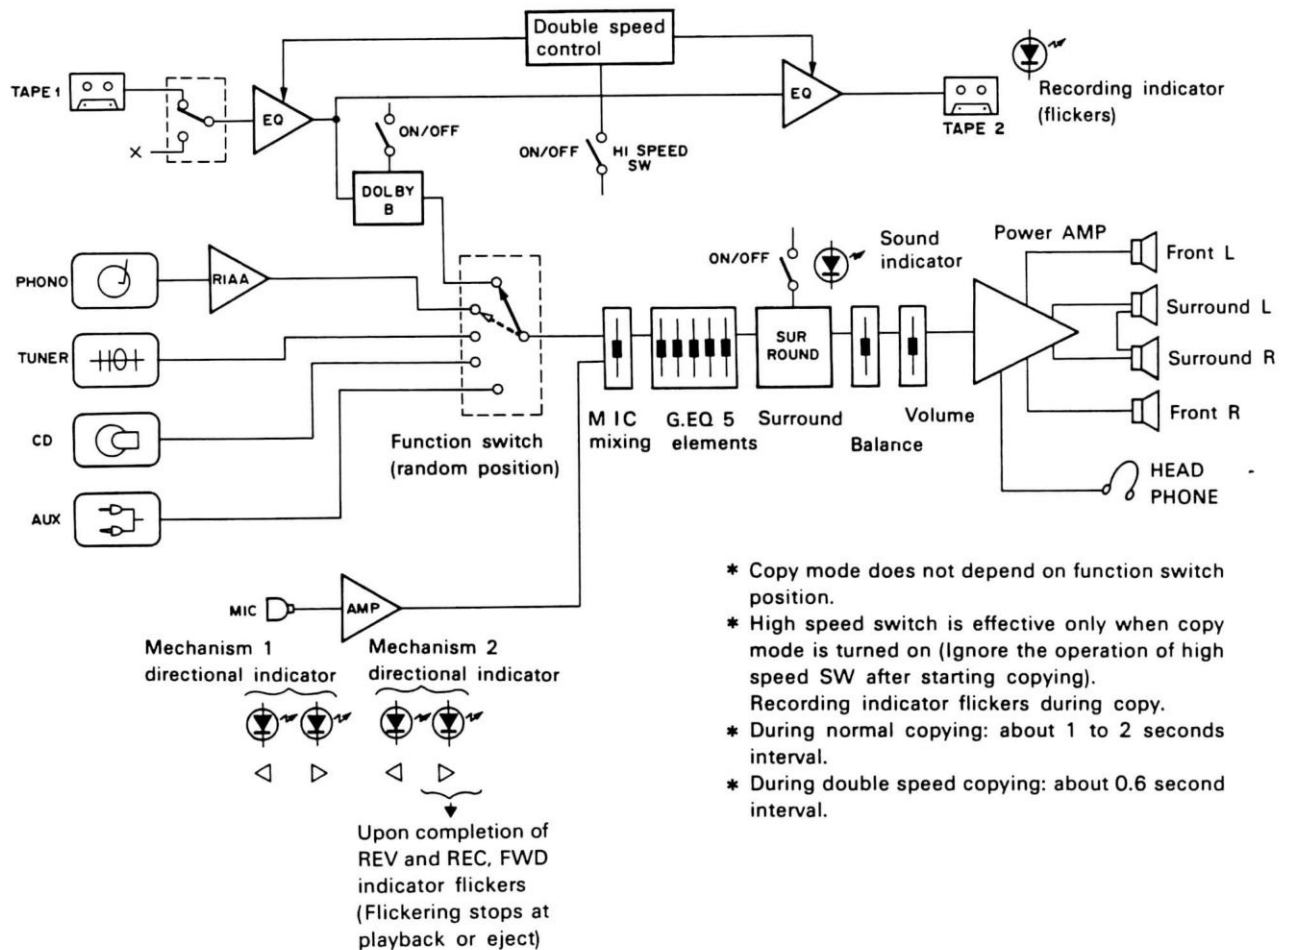 Double speed
control
TAPE 1
EQ
ON/OFF
DOLBY
B
ON/OFF
HI SPEED
SW
EQ
TAPE 2
Recording indicator
(flickers)
PHONO
RIAA
TUNER
CD
AUX
Function switch
(random position)
MIC
AMP
MIC
mixing
G.EQ 5
elements
ON/OFF
Sound
indicator
SUR
ROUND
Surround
Balance
Volume
Power AMP
Front L
Surround L
Surround R
Front R
HEAD
PHONE
Mechanism 1
directional indicator
Mechanism 2
directional indicator
Upon completion of
REV and REC, FWD
indicator flickers
(Flickering stops at
playback or eject)
* Copy mode does not depend on function switch
position.
* High speed switch is effective only when copy
mode is turned on (Ignore the operation of high
speed SW after starting copying).
Recording indicator flickers during copy.
* During normal copying: about 1 to 2 seconds
interval.
* During double speed copying: about 0.6 second
interval.